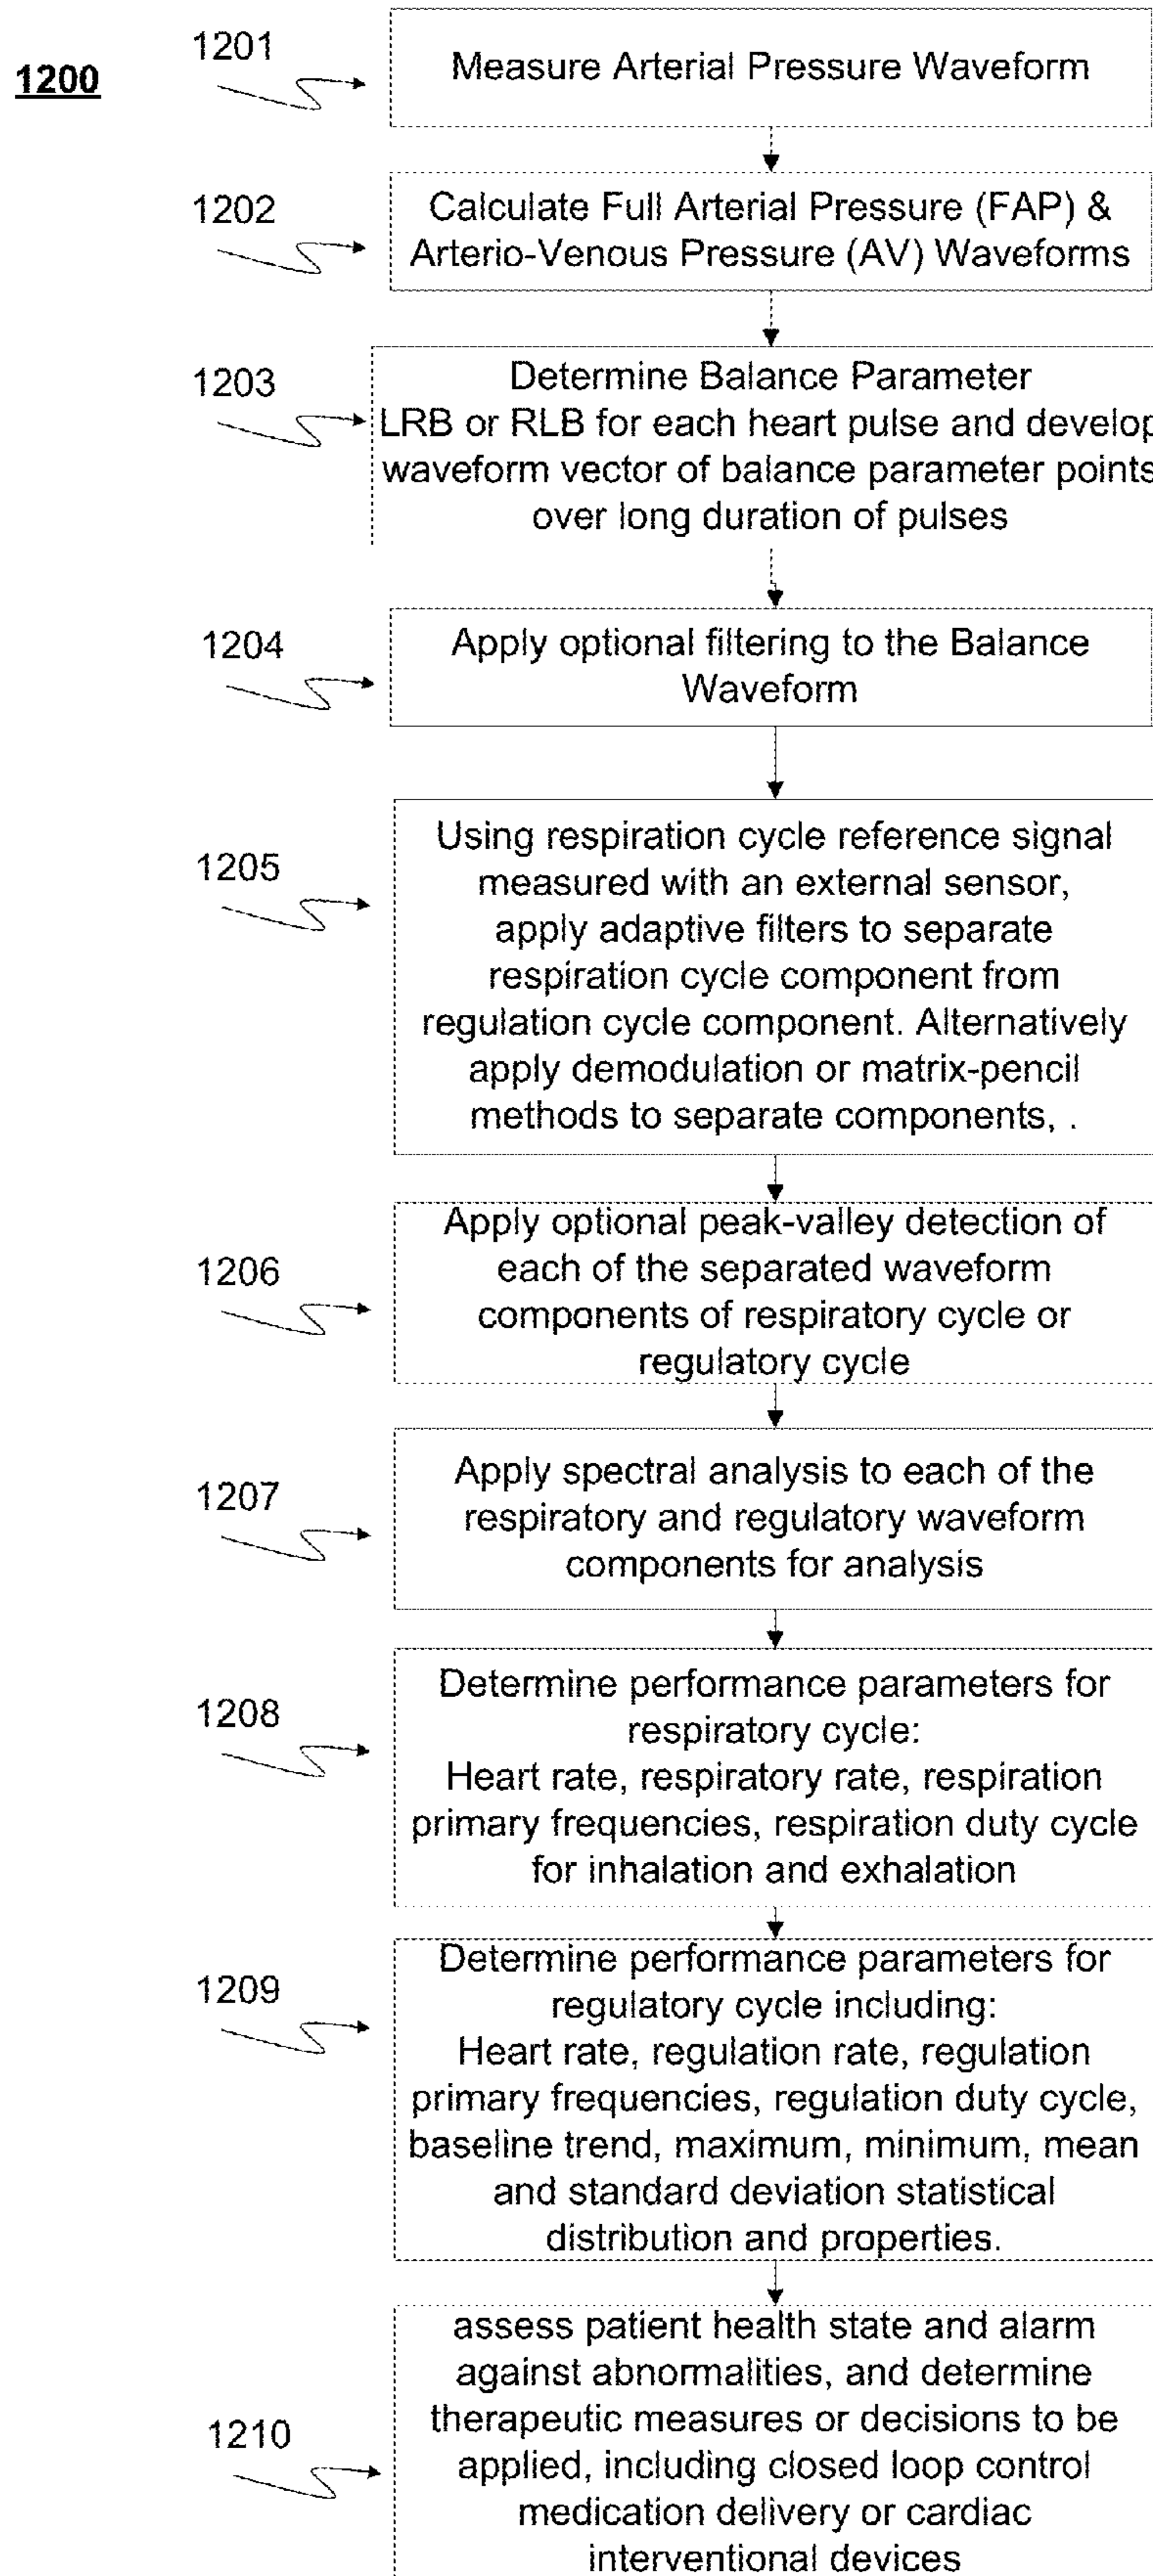 1200
1201
Measure Arterial Pressure Waveform
1202
Calculate Full Arterial Pressure (FAP) &
Arterio-Venous Pressure (AV) Waveforms
1203
Determine Balance Parameter
LRB or RLB for each heart pulse and develop
waveform vector of balance parameter points
over long duration of pulses
1204
Apply optional filtering to the Balance
Waveform
1205
Using respiration cycle reference signal
measured with an external sensor,
apply adaptive filters to separate
respiration cycle component from
regulation cycle component. Alternatively
apply demodulation or matrix-pencil
methods to separate components, .
1206
Apply optional peak-valley detection of
each of the separated waveform
components of respiratory cycle or
regulatory cycle
1207
Apply spectral analysis to each of the
respiratory and regulatory waveform
components for analysis
1208
Determine performance parameters for
respiratory cycle:
Heart rate, respiratory rate, respiration
primary frequencies, respiration duty cycle
for inhalation and exhalation
1209
Determine performance parameters for
regulatory cycle including:
Heart rate, regulation rate, regulation
primary frequencies, regulation duty cycle,
baseline trend, maximum, minimum, mean
and standard deviation statistical
distribution and properties.
1210
assess patient health state and alarm
against abnormalities, and determine
therapeutic measures or decisions to be
applied, including closed loop control
medication delivery or cardiac
interventional devices